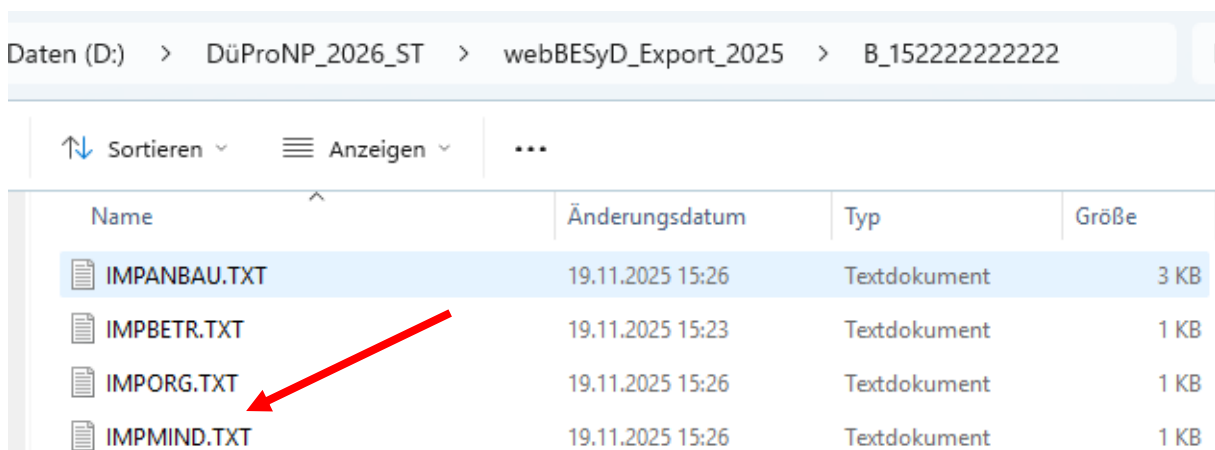 Daten (D:) > DüProNP_2026_ST > webBESyD_Export_2025 > B_152222222222
Sortieren Anzeigen ...
Name Änderungsdatum Typ Größe
IMPANBAU.TXT 19.11.2025 15:26 Textdokument 3 KB
IMPBETR.TXT 19.11.2025 15:23 Textdokument 1 KB
IMPORG.TXT 19.11.2025 15:26 Textdokument 1 KB
IMPMIND.TXT 19.11.2025 15:26 Textdokument 1 KB